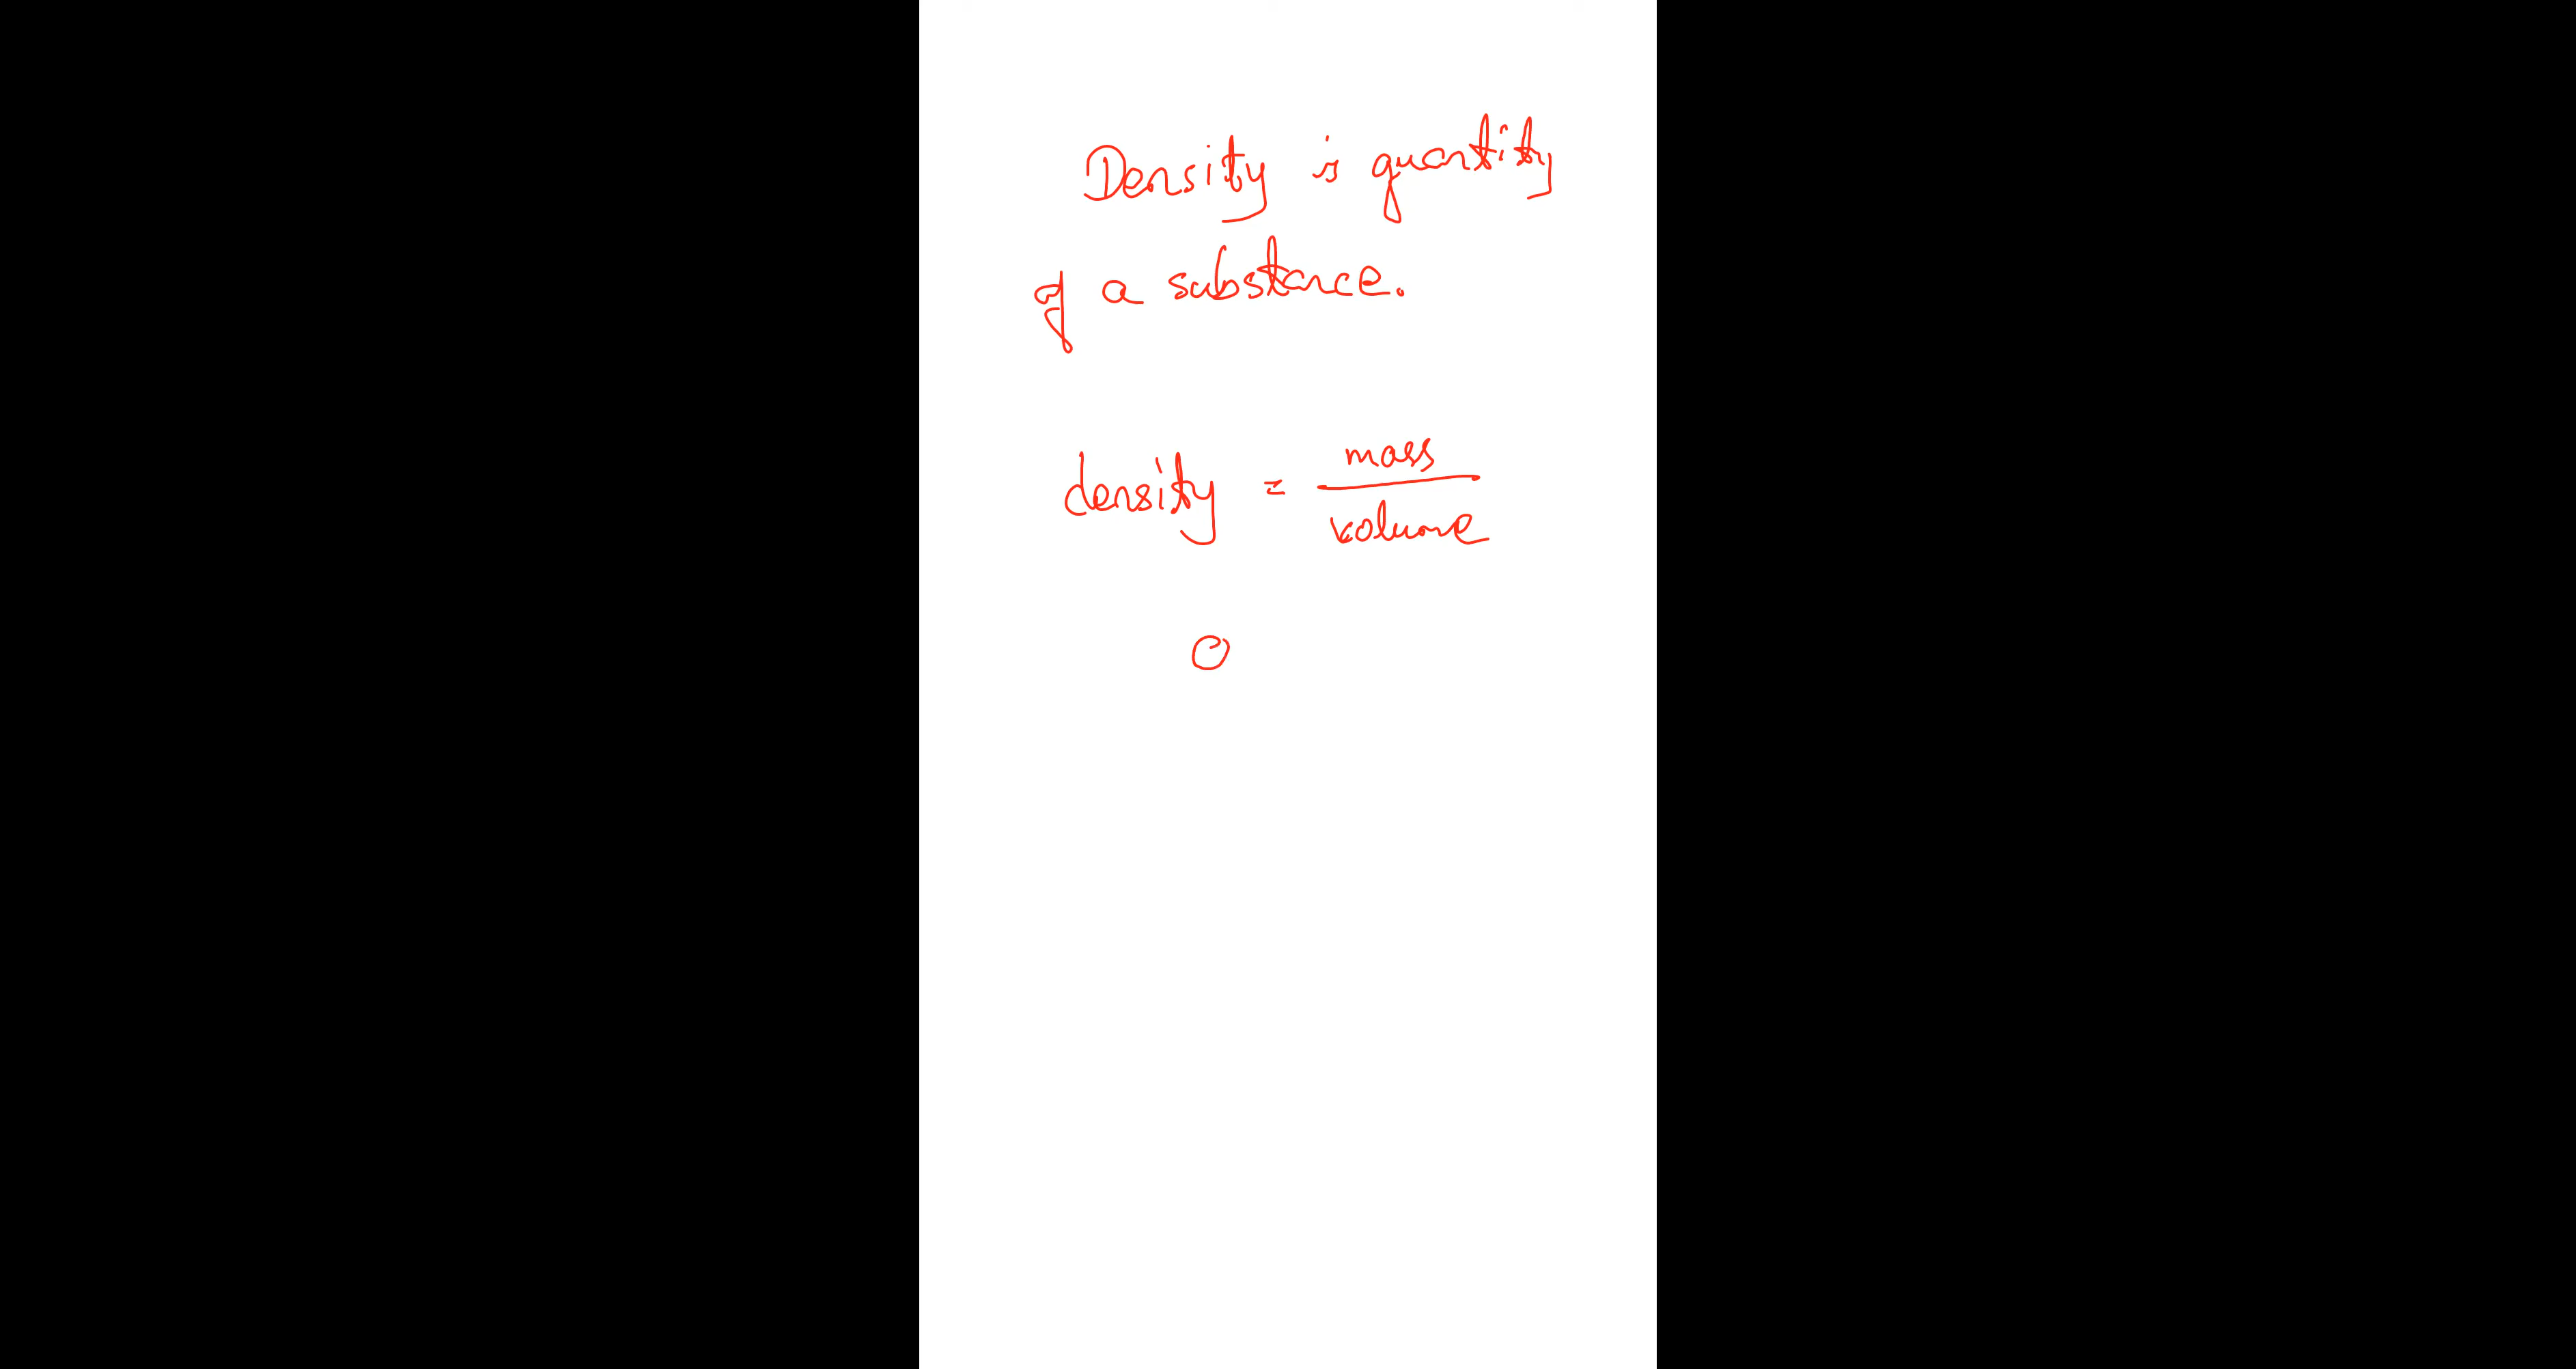 Density is quantity
of a substance.
density = mass
volume
O